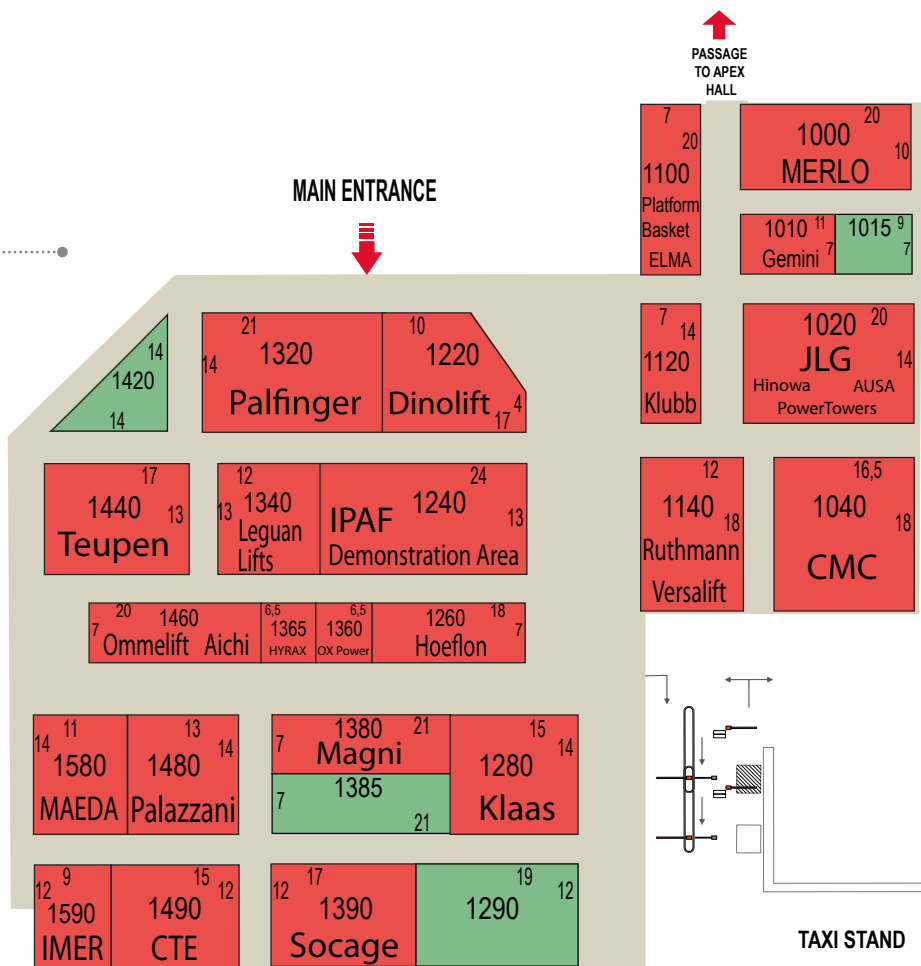 PASSAGE
TO APEX
HALL
MAIN ENTRANCE
7
20
1100
Platform
Basket
ELMA
20
1000
10
MERLO
1010 11
Gemini 7
1015 9
7
14
1420
14
21
14
1320
Palfinger
10
1220
Dinolift
17 4
7
14
1120
Klubb
1020 20
JLG 14
Hinowa AUSA
PowerTowers
17
1440 13
Teupen
12
13 1340
Leguan
Lifts
24
IPAF 1240 13
Demonstration Area
12
1140
18
Ruthmann
Versalift
16,5
1040
18
CMC
20 1460
7 Ommelift Aichi
6,5
1365
HYRAX
6,5
1360
OX Power
1260 18
7
Hoeflon
11
14
1580
MAEDA
13
14
1480
Palazzani
1380 21
7 Magni
1385
7
21
15
14
1280
Klaas
9
12
1590
IMER
15
12
1490
CTE
17
12
1390
Socage
19
12
1290
TAXI STAND